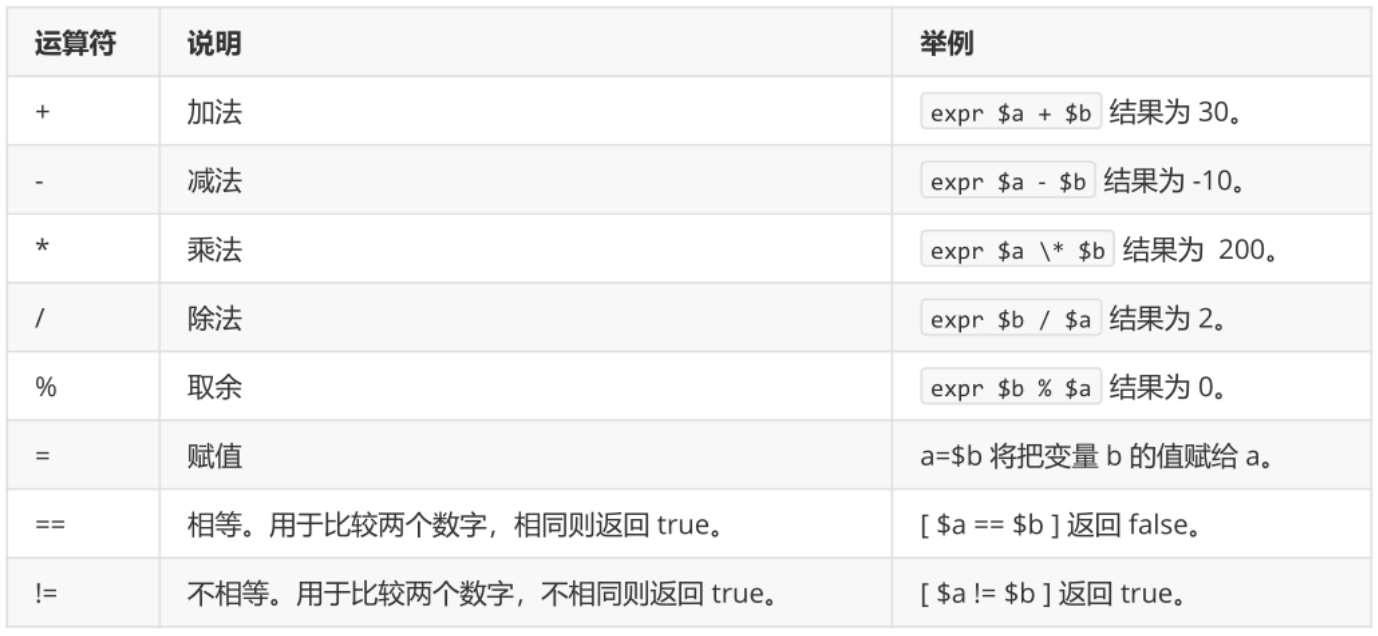 运算符 说明 举例
+ 加法 expr $a + $b 结果为 30。
- 减法 expr $a - $b 结果为 -10。
* 乘法 expr $a \* $b 结果为  200。
/ 除法 expr $b / $a 结果为 2。
% 取余 expr $b % $a 结果为 0。
= 赋值 a=$b 将把变量 b 的值赋给 a。
== 相等。用于比较两个数字，相同则返回 true。 [ $a == $b ] 返回 false。
!= 不相等。用于比较两个数字，不相同则返回 true。 [ $a != $b ] 返回 true。